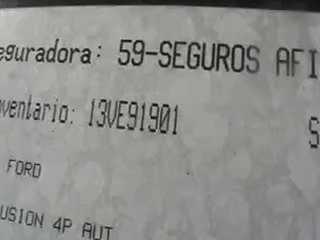 eguradora: 59-SEGUROS AFI
ventario: 13VE91901 S
FORD
USION 4P AUT